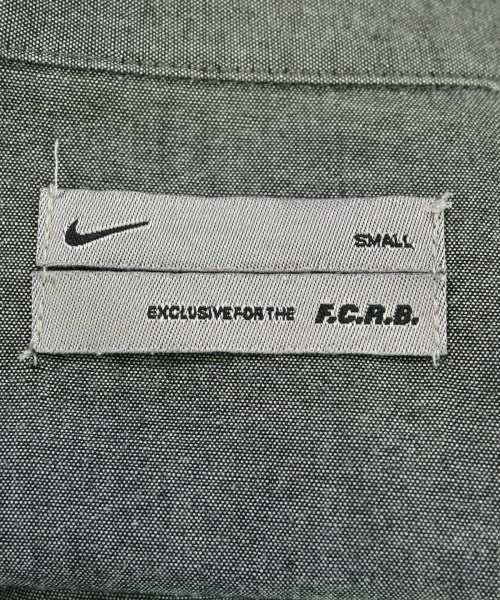 SMALL
EXCLUSIVE FOR THE F.C.R.B.